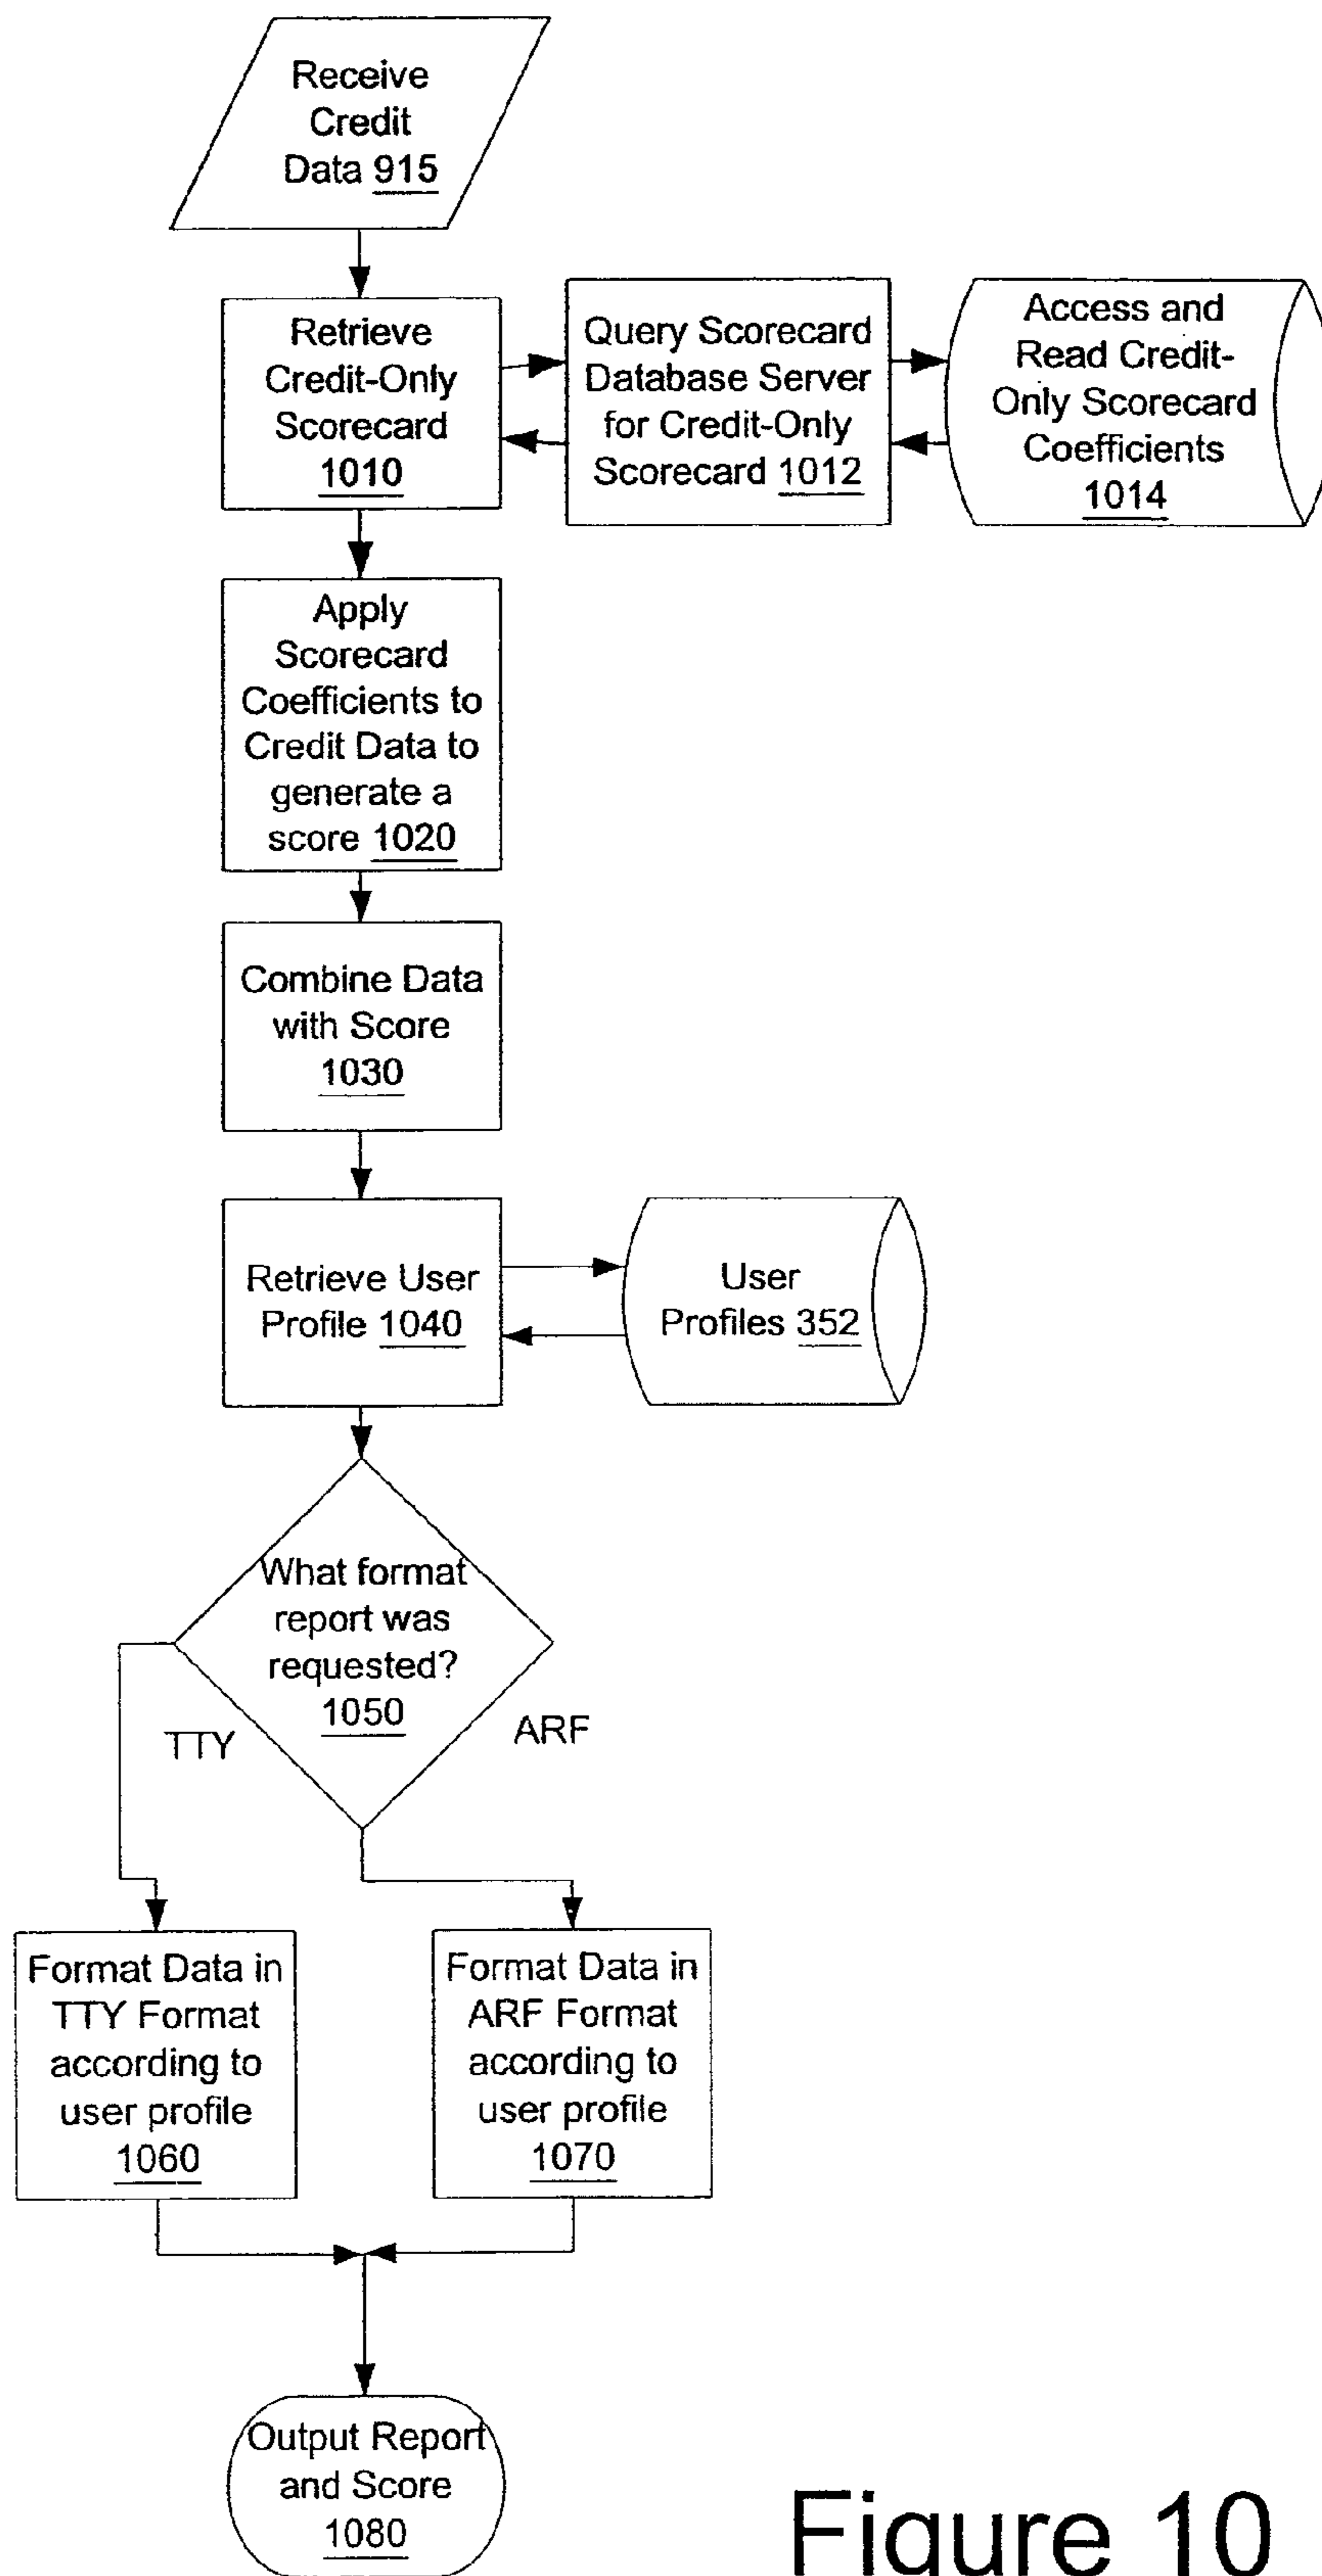 Receive
Credit
Data 915
Retrieve
Credit-Only
Scorecard
1010
Query Scorecard
Database Server
for Credit-Only
Scorecard 1012
Access and
Read Credit-
Only Scorecard
Coefficients
1014
Apply
Scorecard
Coefficients to
Credit Data to
generate a
score 1020
Combine Data
with Score
1030
Retrieve User
Profile 1040
User
Profiles 352
What format
report was
requested?
1050
TTY
ARF
Format Data in
TTY Format
according to
user profile
1060
Format Data in
ARF Format
according to
user profile
1070
Output Report
and Score
1080
Figure 10